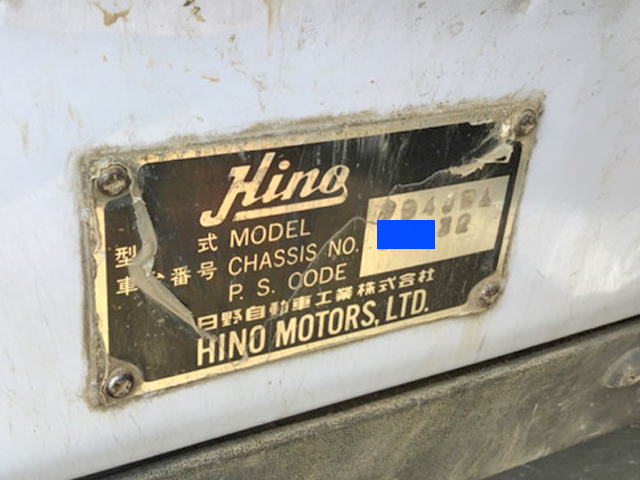 Hino
型式 MODEL
車台番号 CHASSIS NO.
P. S. CODE
日野自動車工業株式会社
HINO MOTORS, LTD.